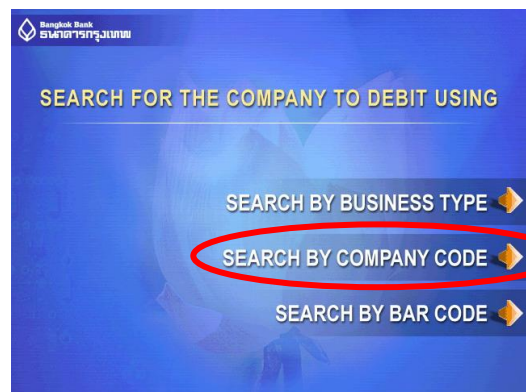 Bangkok Bank
ธนาคารกรุงเทพ
SEARCH FOR THE COMPANY TO DEBIT USING
SEARCH BY BUSINESS TYPE
SEARCH BY COMPANY CODE
SEARCH BY BAR CODE